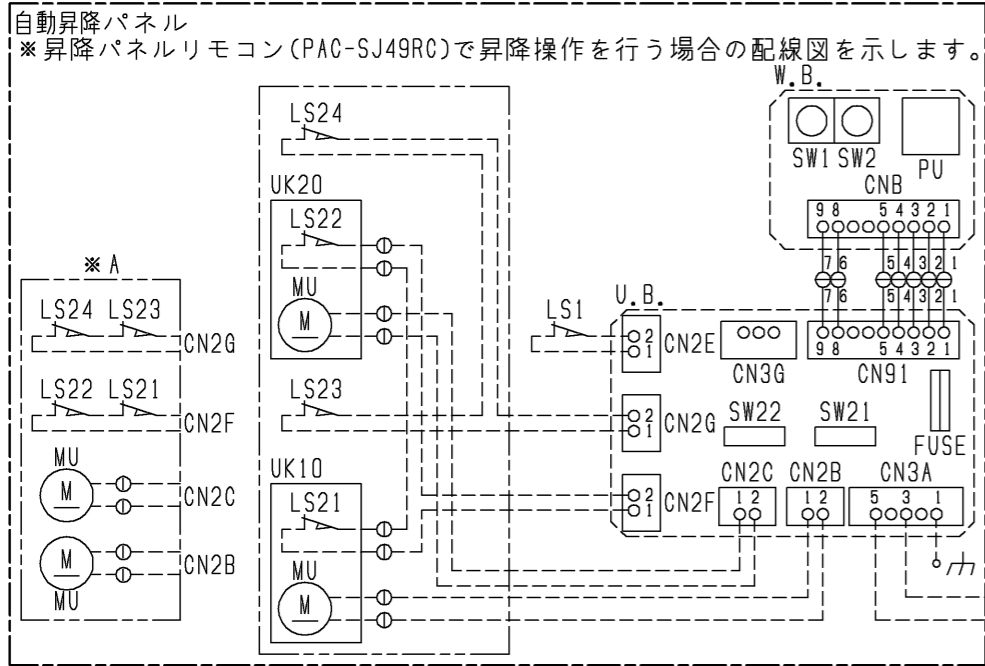 自動昇降パネル
※昇降パネルリモコン(PAC-SJ49RC)で昇降操作を行う場合の配線図を示します。
W.B.
SW1 SW2 PU
CNB
9 8 5 4 3 2 1
7 6 5 4 3 2 1
7 6 5 4 3 2 1
9 8 5 4 3 2 1
CN91
U.B.
LS1
2
1
CN2E
CN3G
SW22
SW21
FUSE
2
1
CN2G
2
1
CN2F
CN2C
1 2
CN2B
1 2
CN3A
5 3 1
LS24
UK20
LS22
MU
M
LS23
UK10
LS21
MU
M
※A
LS24 LS23
CN2G
LS22 LS21
CN2F
MU
M
CN2C
M
CN2B
MU